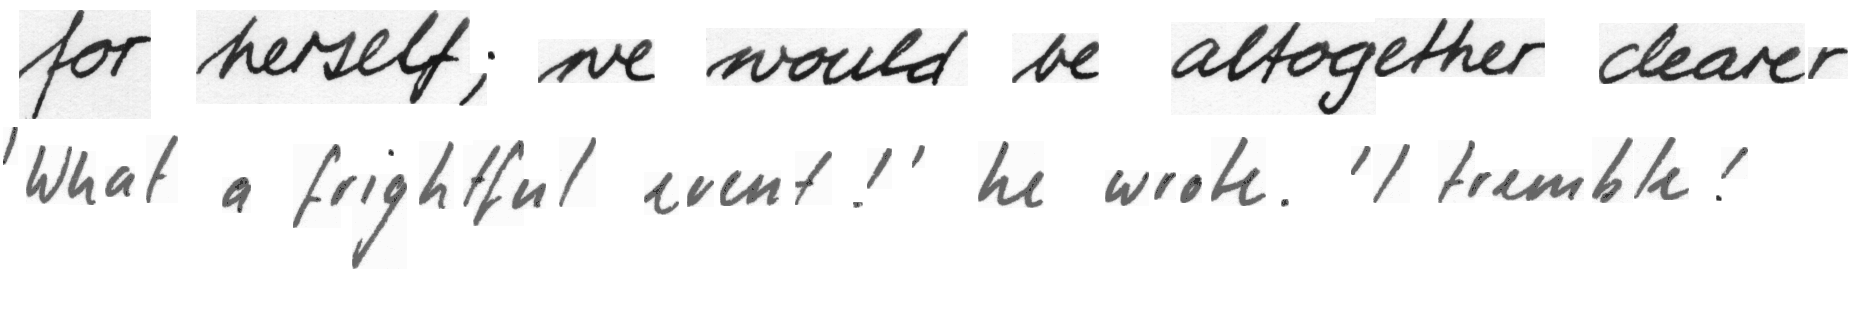 for herself; we would be altogether clearer
'What a frightful event!' he wrote. 'I tremble!